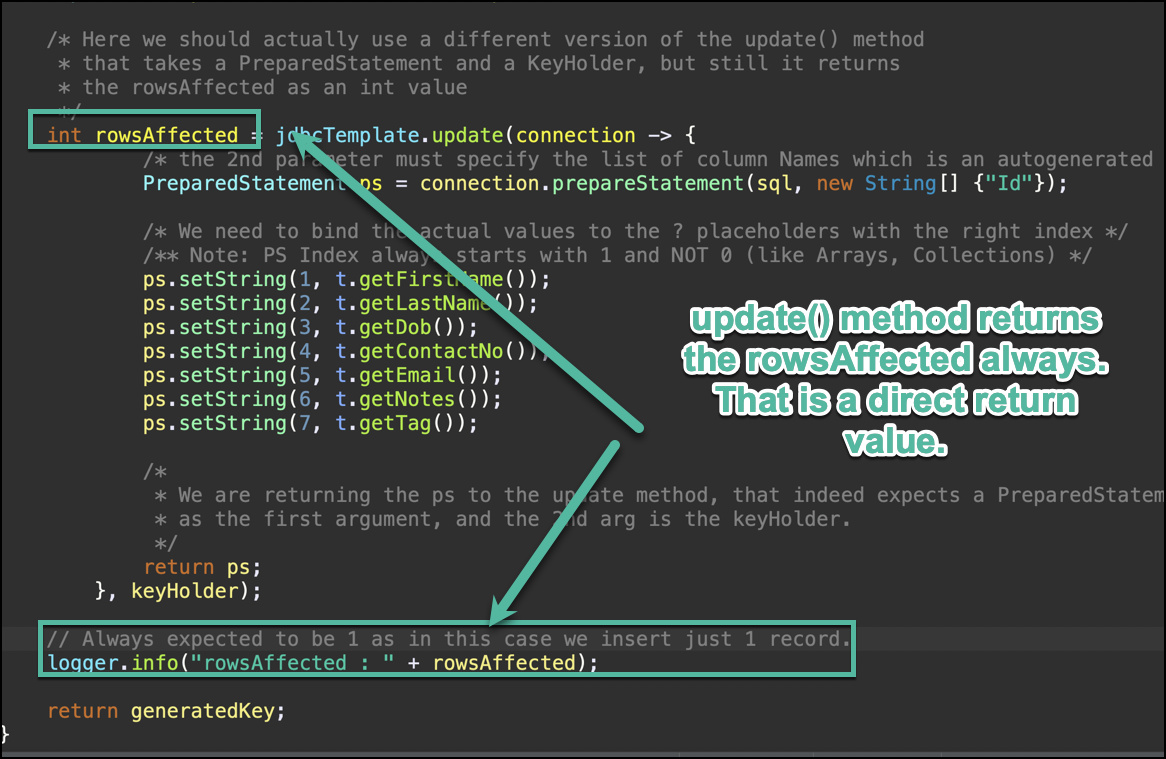 /* Here we should actually use a different version of the update() method
* that takes a PreparedStatement and a KeyHolder, but still it returns
* the rowsAffected as an int value
*/
int rowsAffected = jdbcTemplate.update(connection -> {
/* the 2nd parameter must specify the list of column Names which is an autogenerated
PreparedStatement ps = connection.prepareStatement(sql, new String[] {"Id"});
/* We need to bind the actual values to the ? placeholders with the right index */
/** Note: PS Index always starts with 1 and NOT 0 (like Arrays, Collections) */
ps.setString(1, t.getFirstName());
ps.setString(2, t.getLastName());
ps.setString(3, t.getDob());
ps.setString(4, t.getContactNo());
ps.setString(5, t.getEmail());
ps.setString(6, t.getNotes());
ps.setString(7, t.getTag());
update() method returns
the rowsAffected always.
That is a direct return
value.
/*
* We are returning the ps to the update method, that indeed expects a PreparedStatem
* as the first argument, and the 2nd arg is the keyHolder.
*/
return ps;
}, keyHolder);
// Always expected to be 1 as in this case we insert just 1 record.
logger.info("rowsAffected : " + rowsAffected);
return generatedKey;
}